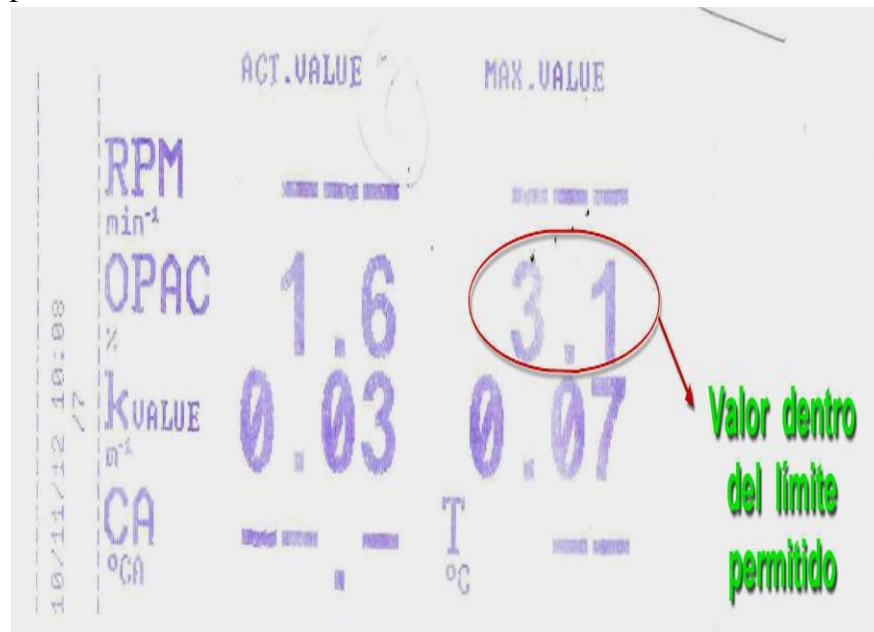 ACT.VALUE MAX.VALUE
RPM --- ---
min⁻¹
OPAC 1.6 3.1
%
kVALUE 0.03 0.07
m⁻¹
CA --.- T --
°CA °C
10/11/12 10:08
/7
Valor dentro
del límite
permitido